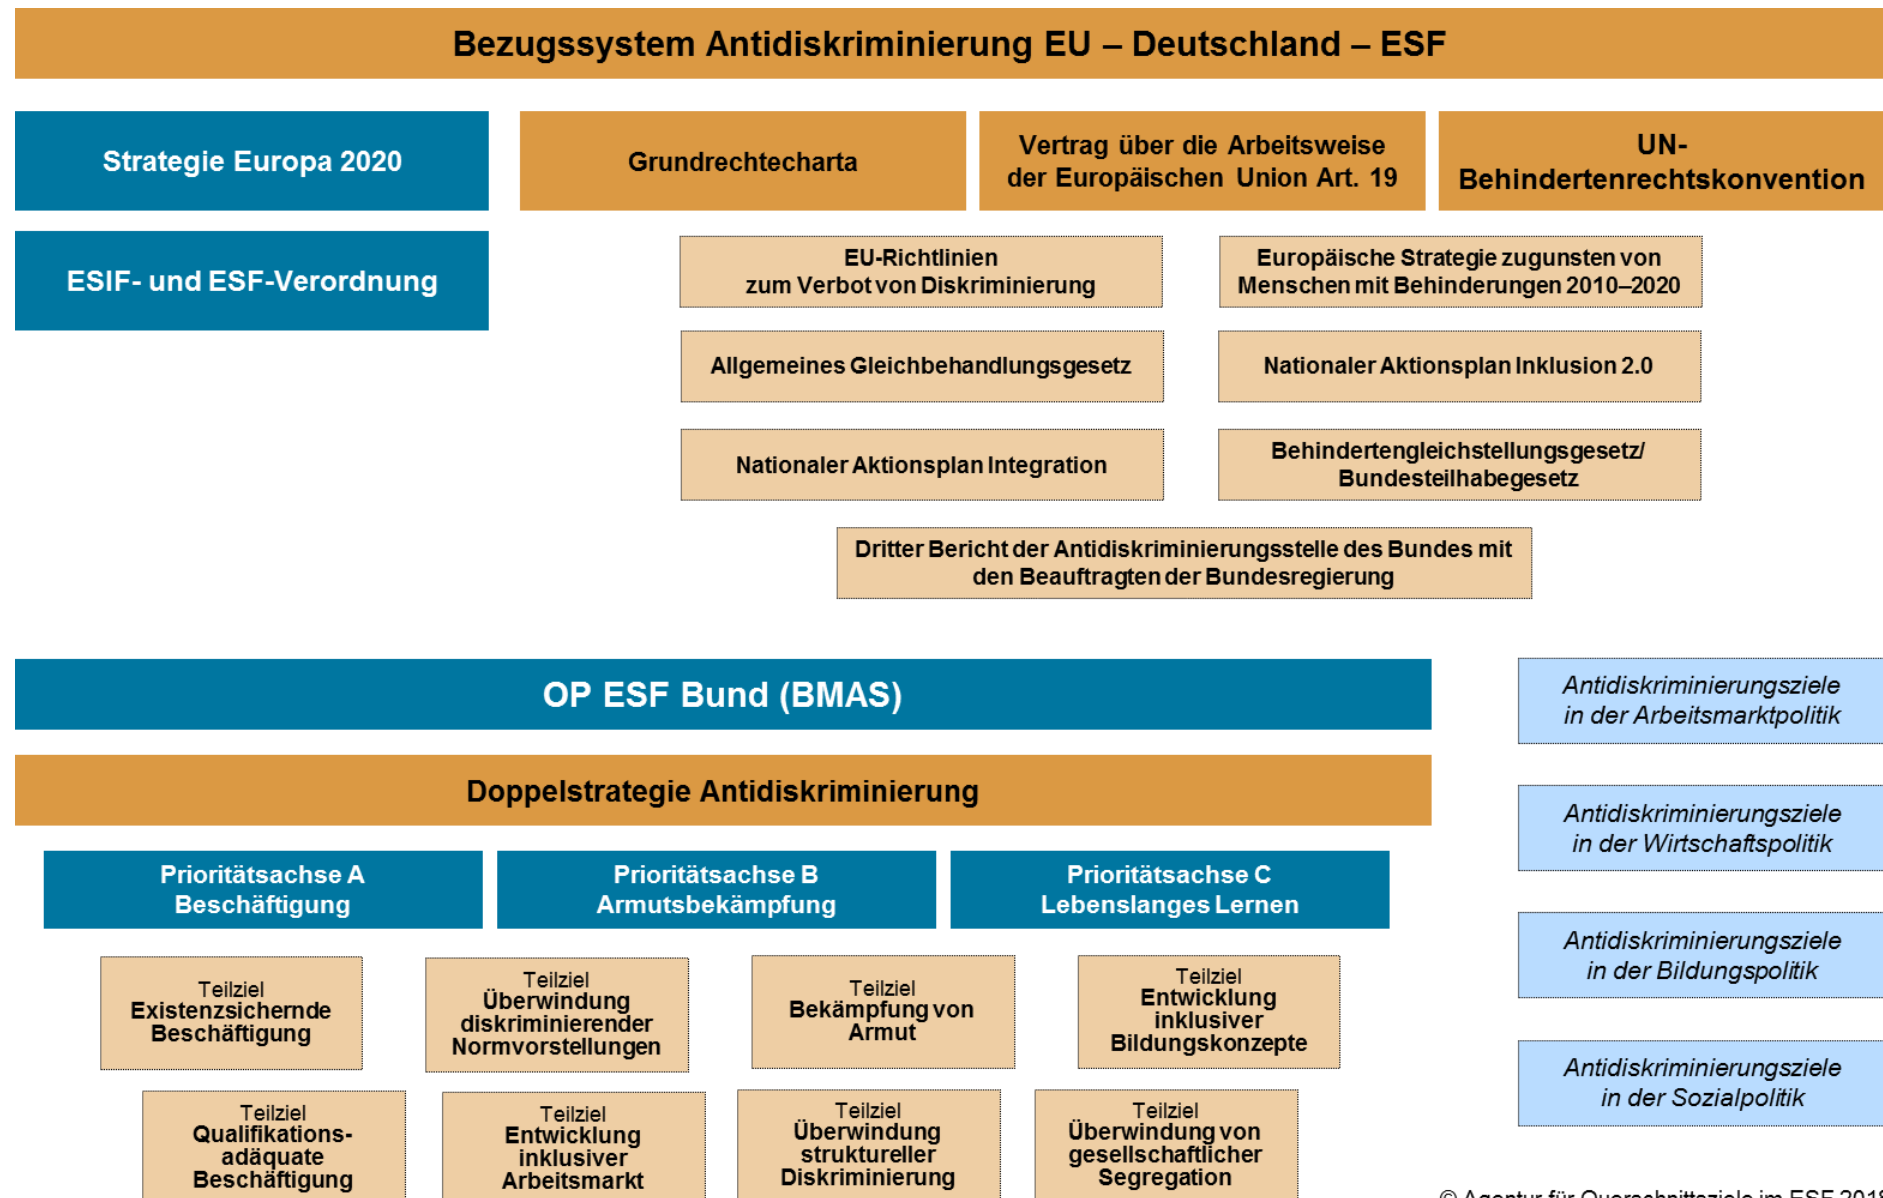 Bezugssystem Antidiskriminierung EU – Deutschland – ESF
Strategie Europa 2020
Grundrechtecharta
Vertrag über die Arbeitsweise
der Europäischen Union Art. 19
UN-
Behindertenrechtskonvention
ESIF- und ESF-Verordnung
EU-Richtlinien
zum Verbot von Diskriminierung
Europäische Strategie zugunsten von
Menschen mit Behinderungen 2010–2020
Allgemeines Gleichbehandlungsgesetz
Nationaler Aktionsplan Inklusion 2.0
Nationaler Aktionsplan Integration
Behindertengleichstellungsgesetz/
Bundesteilhabegesetz
Dritter Bericht der Antidiskriminierungsstelle des Bundes mit
den Beauftragten der Bundesregierung
OP ESF Bund (BMAS)
Doppelstrategie Antidiskriminierung
Prioritätsachse A
Beschäftigung
Prioritätsachse B
Armutsbekämpfung
Prioritätsachse C
Lebenslanges Lernen
Teilziel
Existenzsichernde
Beschäftigung
Teilziel
Überwindung
diskriminierender
Normvorstellungen
Teilziel
Bekämpfung von
Armut
Teilziel
Entwicklung
inklusiver
Bildungskonzepte
Teilziel
Qualifikations-
adäquate
Beschäftigung
Teilziel
Entwicklung
inklusiver
Arbeitsmarkt
Teilziel
Überwindung
struktureller
Diskriminierung
Teilziel
Überwindung von
gesellschaftlicher
Segregation
Antidiskriminierungsziele
in der Arbeitsmarktpolitik
Antidiskriminierungsziele
in der Wirtschaftspolitik
Antidiskriminierungsziele
in der Bildungspolitik
Antidiskriminierungsziele
in der Sozialpolitik
© Agentur für Querschnittsziele im ESF